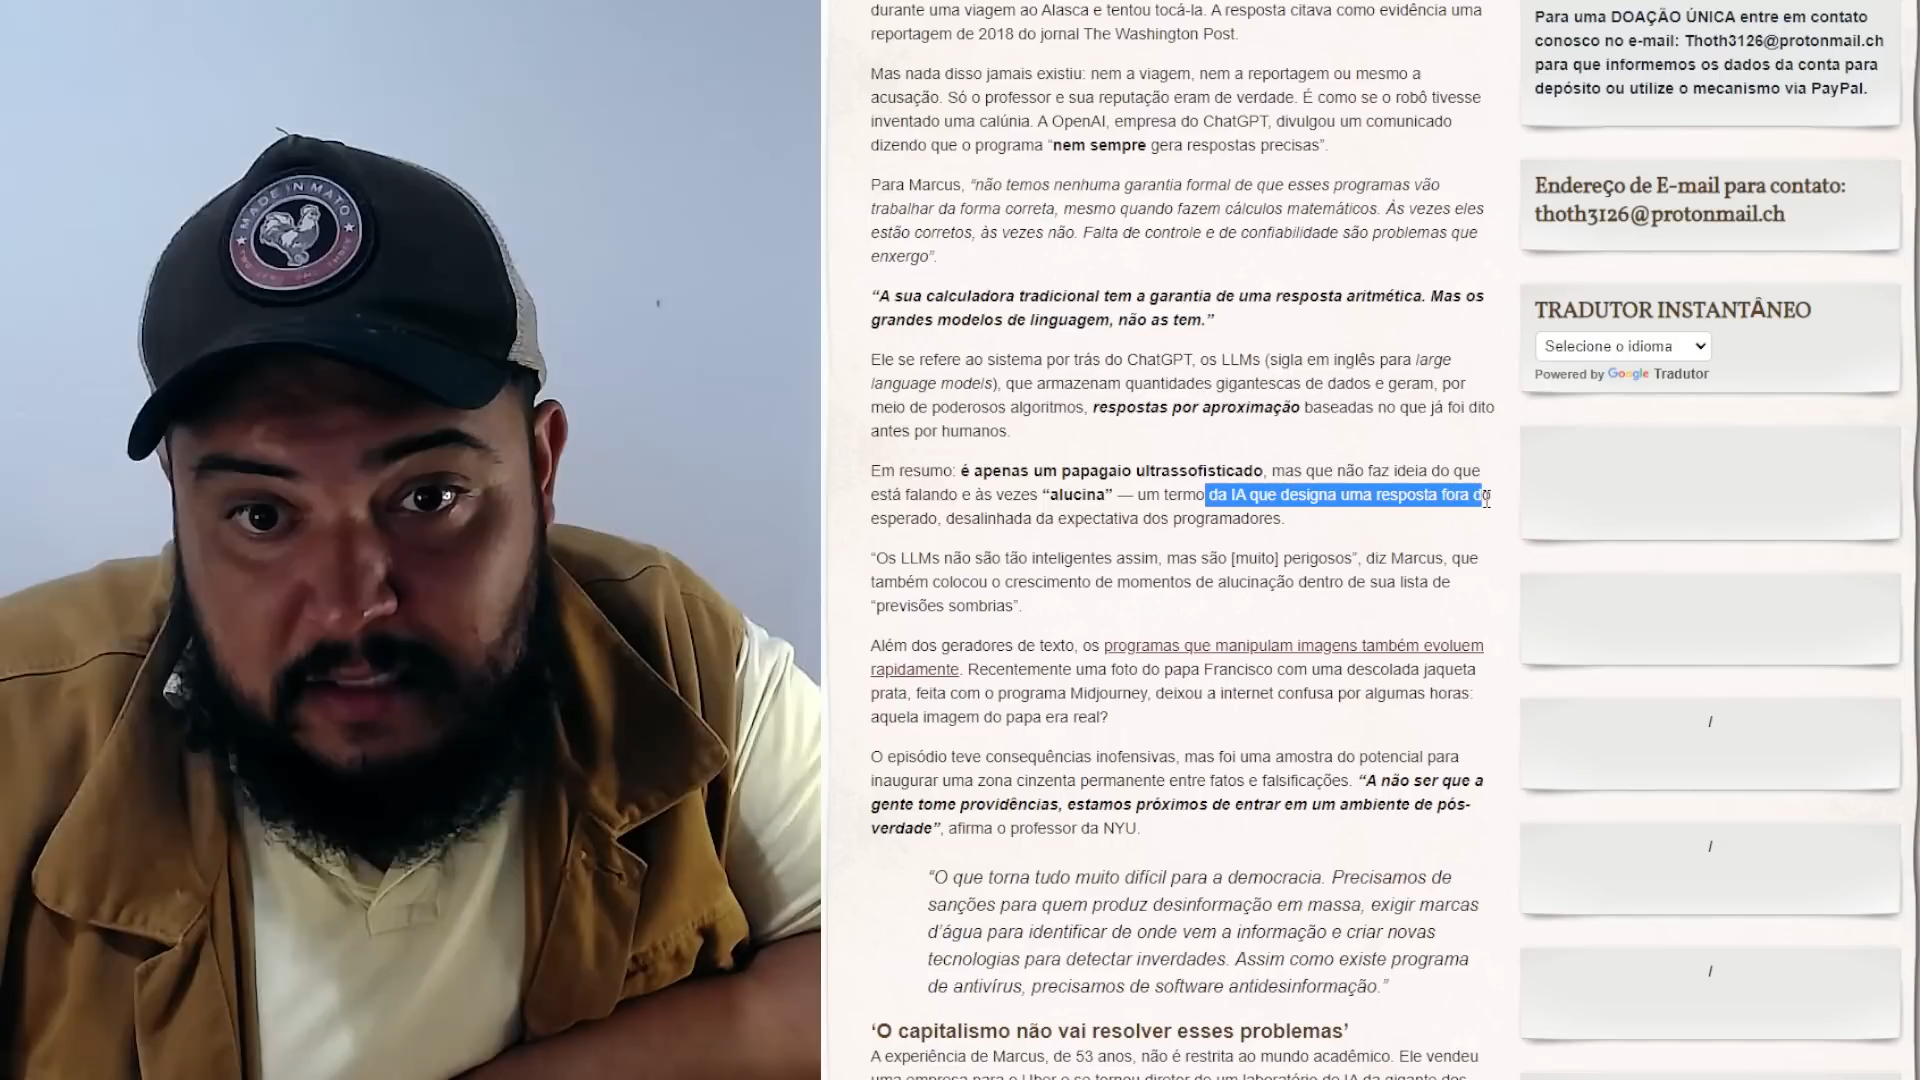 MADE IN MATO
durante uma viagem ao Alasca e tentou tocá-la. A resposta citava como evidência uma
reportagem de 2018 do jornal The Washington Post.
Mas nada disso jamais existiu: nem a viagem, nem a reportagem ou mesmo a
acusação. Só o professor e sua reputação eram de verdade. É como se o robô tivesse
inventado uma calúnia. A OpenAI, empresa do ChatGPT, divulgou um comunicado
dizendo que o programa “nem sempre gera respostas precisas”.
Para Marcus, “não temos nenhuma garantia formal de que esses programas vão
trabalhar da forma correta, mesmo quando fazem cálculos matemáticos. Às vezes eles
estão corretos, às vezes não. Falta de controle e de confiabilidade são problemas que
enxergo”.
“A sua calculadora tradicional tem a garantia de uma resposta aritmética. Mas os
grandes modelos de linguagem, não as tem.”
Ele se refere ao sistema por trás do ChatGPT, os LLMs (sigla em inglês para large
language models), que armazenam quantidades gigantescas de dados e geram, por
meio de poderosos algoritmos, respostas por aproximação baseadas no que já foi dito
antes por humanos.
Em resumo: é apenas um papagaio ultrassofisticado, mas que não faz ideia do que
está falando e às vezes “alucina” — um termo da IA que designa uma resposta fora do
esperado, desalinhada da expectativa dos programadores.
“Os LLMs não são tão inteligentes assim, mas são [muito] perigosos”, diz Marcus, que
também colocou o crescimento de momentos de alucinação dentro de sua lista de
“previsões sombrias”.
Além dos geradores de texto, os programas que manipulam imagens também evoluem
rapidamente. Recentemente uma foto do papa Francisco com uma descolada jaqueta
prata, feita com o programa Midjourney, deixou a internet confusa por algumas horas:
aquela imagem do papa era real?
O episódio teve consequências inofensivas, mas foi uma amostra do potencial para
inaugurar uma zona cinzenta permanente entre fatos e falsificações. “A não ser que a
gente tome providências, estamos próximos de entrar em um ambiente de pós-
verdade”, afirma o professor da NYU.
“O que torna tudo muito difícil para a democracia. Precisamos de
sanções para quem produz desinformação em massa, exigir marcas
d’água para identificar de onde vem a informação e criar novas
tecnologias para detectar inverdades. Assim como existe programa
de antivírus, precisamos de software antidesinformação.”
‘O capitalismo não vai resolver esses problemas’
A experiência de Marcus, de 53 anos, não é restrita ao mundo acadêmico. Ele vendeu
uma empresa para o Uber e se tornou diretor de um laboratório de IA da gigante dos
Para uma DOAÇÃO ÚNICA entre em contato
conosco no e-mail: Thoth3126@protonmail.ch
para que informemos os dados da conta para
depósito ou utilize o mecanismo via PayPal.
Endereço de E-mail para contato:
thoth3126@protonmail.ch
TRADUTOR INSTANTÂNEO
Selecione o idioma
Powered by Google Tradutor
/
/
/